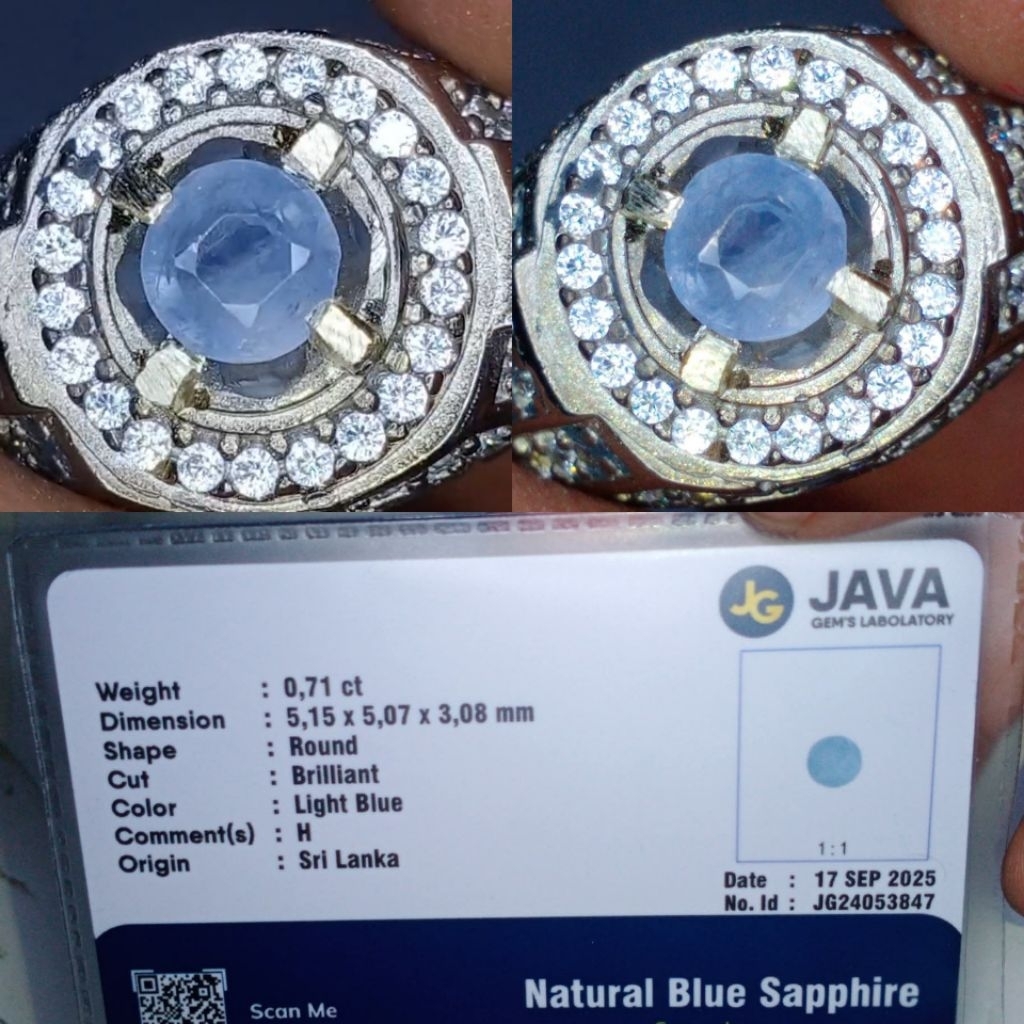 JG
JAVA
GEM'S LABOLATORY
Weight : 0,71 ct
Dimension : 5,15 x 5,07 x 3,08 mm
Shape : Round
Cut : Brilliant
Color : Light Blue
Comment(s) : H
Origin : Sri Lanka
1:1
Date : 17 SEP 2025
No. Id : JG24053847
Scan Me
Natural Blue Sapphire